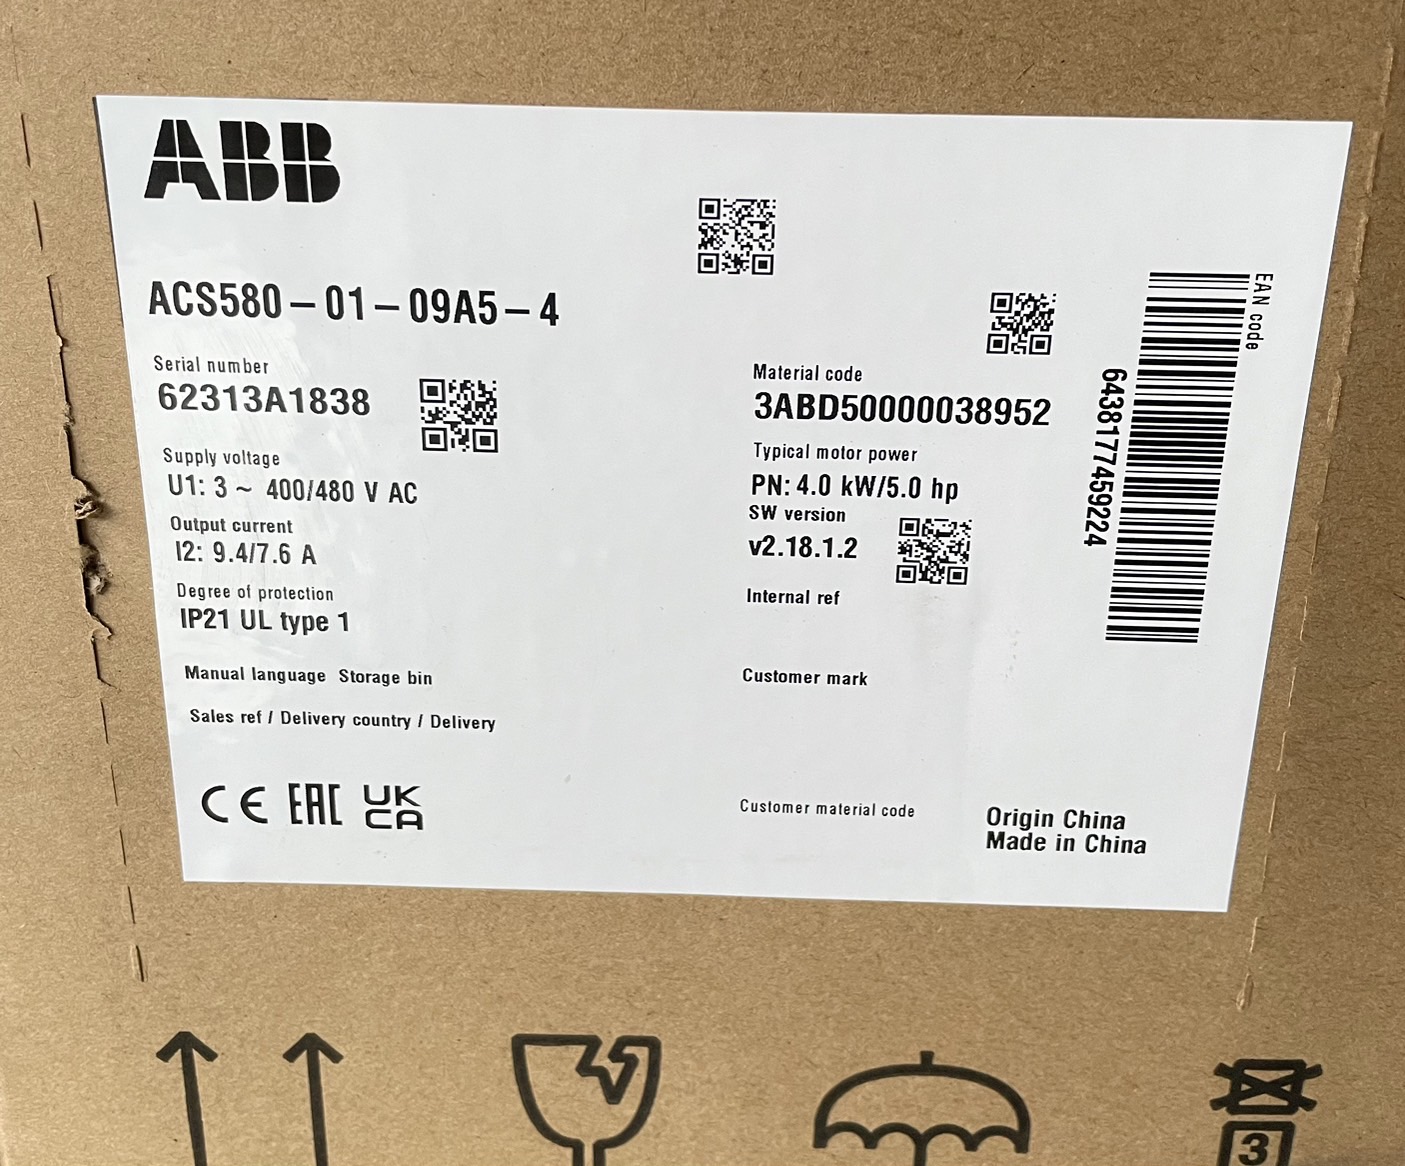 ABB
ACS580-01-09A5-4
Serial number
62313A1838
Supply voltage
U1: 3 ~ 400/480 V AC
Output current
I2: 9.4/7.6 A
Degree of protection
IP21 UL type 1
Manual language Storage bin
Sales ref / Delivery country / Delivery
CE EAC UK
CA
Material code
3ABD50000038952
Typical motor power
PN: 4.0 kW/5.0 hp
SW version
v2.18.1.2
Internal ref
Customer mark
Customer material code
Origin China
Made in China
EAN code
6438177459224
3